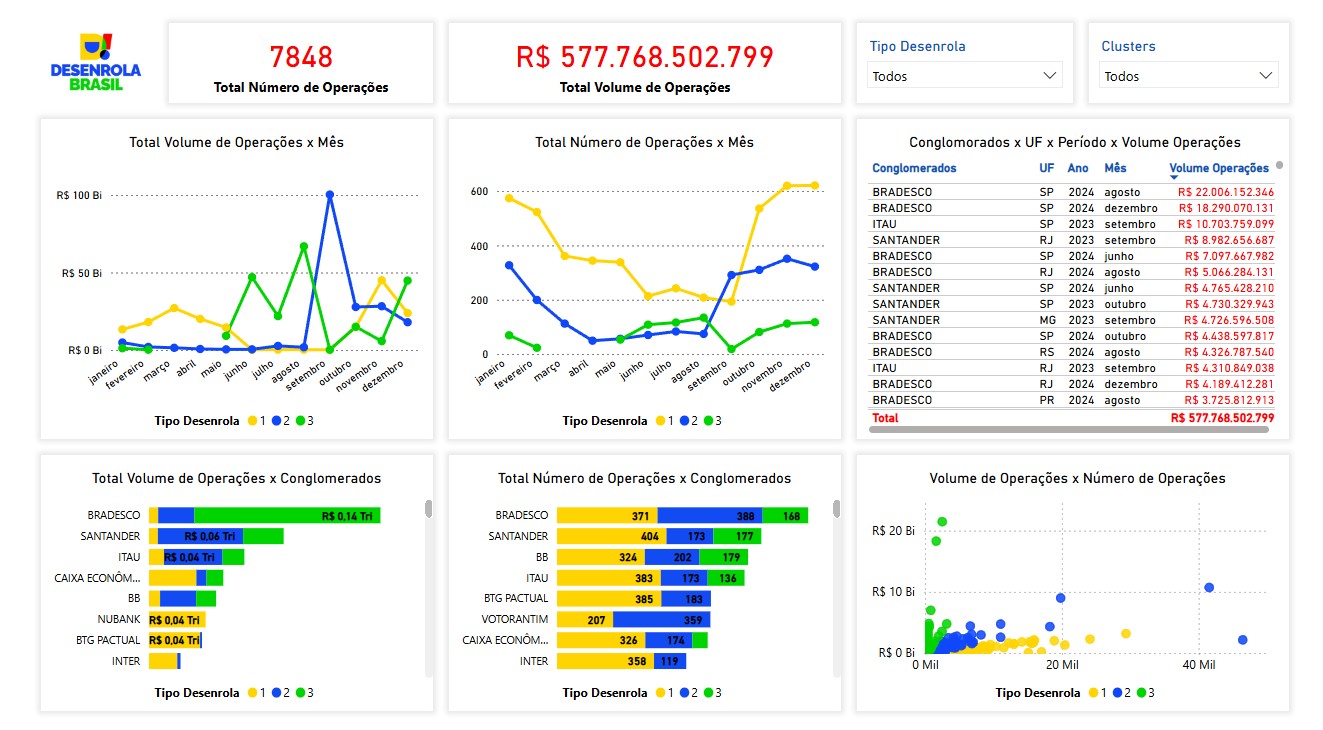 DESENROLA
BRASIL
7848
Total Número de Operações
R$ 577.768.502.799
Total Volume de Operações
Tipo Desenrola
Todos
Clusters
Todos
Total Volume de Operações x Mês
R$ 100 Bi
R$ 50 Bi
R$ 0 Bi
janeiro
fevereiro
março
abril
maio
junho
julho
agosto
setembro
outubro
novembro
dezembro
Tipo Desenrola 1 2 3
Total Número de Operações x Mês
600
400
200
0
janeiro
fevereiro
março
abril
maio
junho
julho
agosto
setembro
outubro
novembro
dezembro
Tipo Desenrola 1 2 3
Conglomorados x UF x Período x Volume Operações
Conglomerados UF Ano Mês Volume Operações
BRADESCO SP 2024 agosto R$ 22.006.152.346
BRADESCO SP 2024 dezembro R$ 18.290.070.131
ITAU SP 2023 setembro R$ 10.703.759.099
SANTANDER RJ 2023 setembro R$ 8.982.656.687
BRADESCO SP 2024 junho R$ 7.097.667.982
BRADESCO RJ 2024 agosto R$ 5.066.284.131
SANTANDER SP 2024 junho R$ 4.765.428.210
SANTANDER SP 2023 outubro R$ 4.730.329.943
SANTANDER MG 2023 setembro R$ 4.726.596.508
BRADESCO SP 2024 outubro R$ 4.438.597.817
BRADESCO RS 2024 agosto R$ 4.326.787.540
ITAU RJ 2023 setembro R$ 4.310.849.038
BRADESCO RJ 2024 dezembro R$ 4.189.412.281
BRADESCO PR 2024 agosto R$ 3.725.812.913
Total R$ 577.768.502.799
Total Volume de Operações x Conglomerados
BRADESCO R$ 0,14 Tri
SANTANDER R$ 0,06 Tri
ITAU R$ 0,04 Tri
CAIXA ECONÔM...
BB
NUBANK R$ 0,04 Tri
BTG PACTUAL R$ 0,04 Tri
INTER
Tipo Desenrola 1 2 3
Total Número de Operações x Conglomerados
BRADESCO 371 388 168
SANTANDER 404 173 177
BB 324 202 179
ITAU 383 173 136
BTG PACTUAL 385 183
VOTORANTIM 207 359
CAIXA ECONÔM... 326 174
INTER 358 119
Tipo Desenrola 1 2 3
Volume de Operações x Número de Operações
R$ 20 Bi
R$ 10 Bi
R$ 0 Bi
0 Mil 20 Mil 40 Mil
Tipo Desenrola 1 2 3